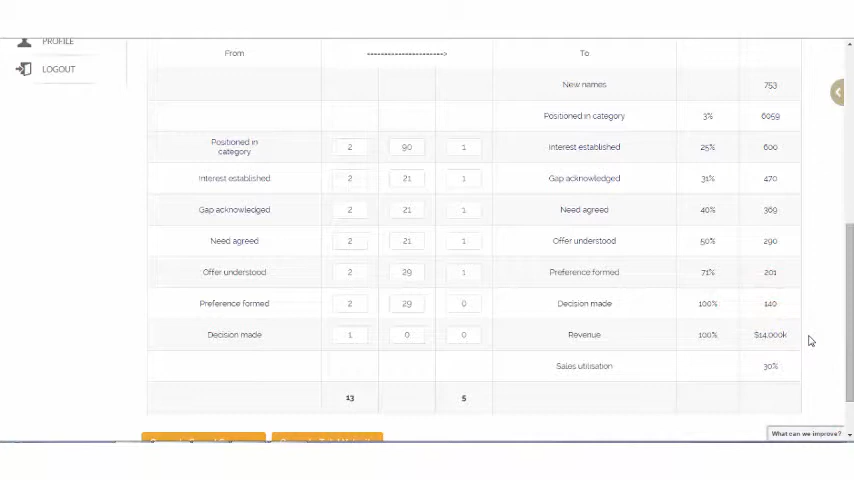 PROFILE
LOGOUT
From ----------------------> To
New names 753
Positioned in category 3% 6059
Positioned in
category 2 90 1 Interest established 25% 600
Interest established 2 21 1 Gap acknowledged 31% 470
Gap acknowledged 2 21 1 Need agreed 40% 369
Need agreed 2 21 1 Offer understood 50% 290
Offer understood 2 29 1 Preference formed 71% 201
Preference formed 2 29 0 Decision made 100% 140
Decision made 1 0 0 Revenue 100% $14,000k
Sales utilisation 30%
13 5
What can we improve?